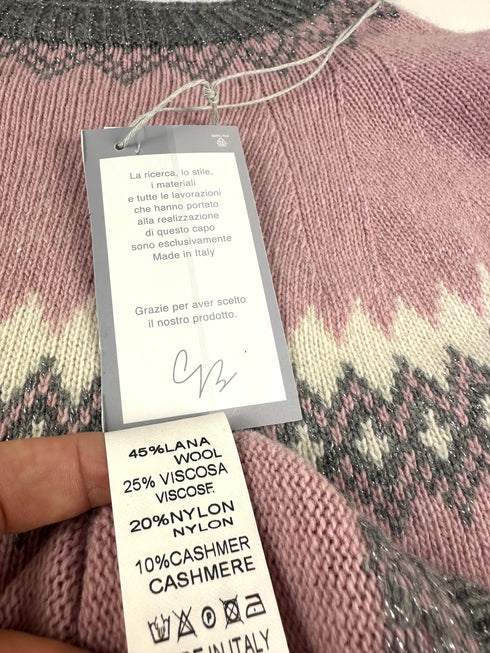 La ricerca, lo stile,
i materiali
e tutte le lavorazioni
che hanno portato
alla realizzazione
di questo capo
sono esclusivamente
Made in Italy
Grazie per aver scelto
il nostro prodotto.
45%LANA
WOOL
25% VISCOSA
VISCOSE
20%NYLON
NYLON
10%CASHMER
CASHMERE
IN ITALY